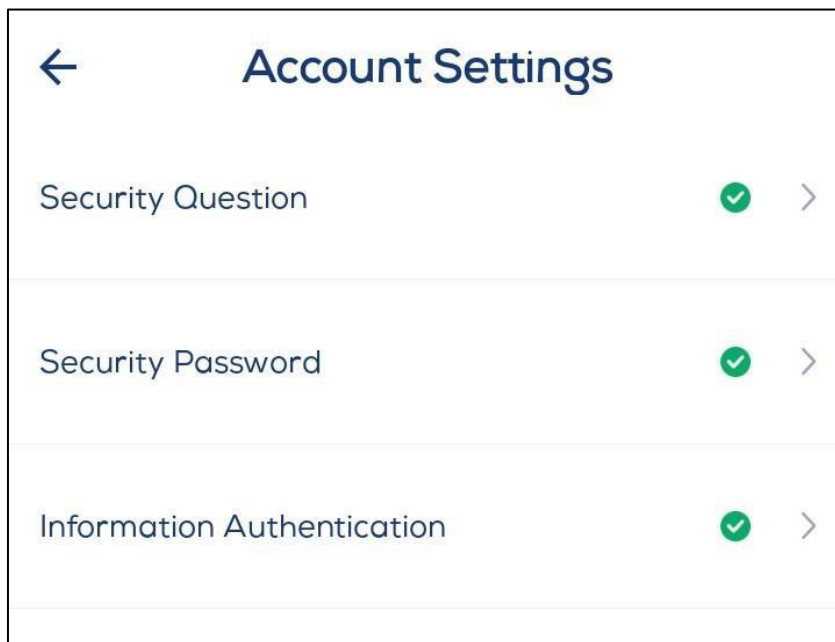 Account Settings
Security Question
Security Password
Information Authentication